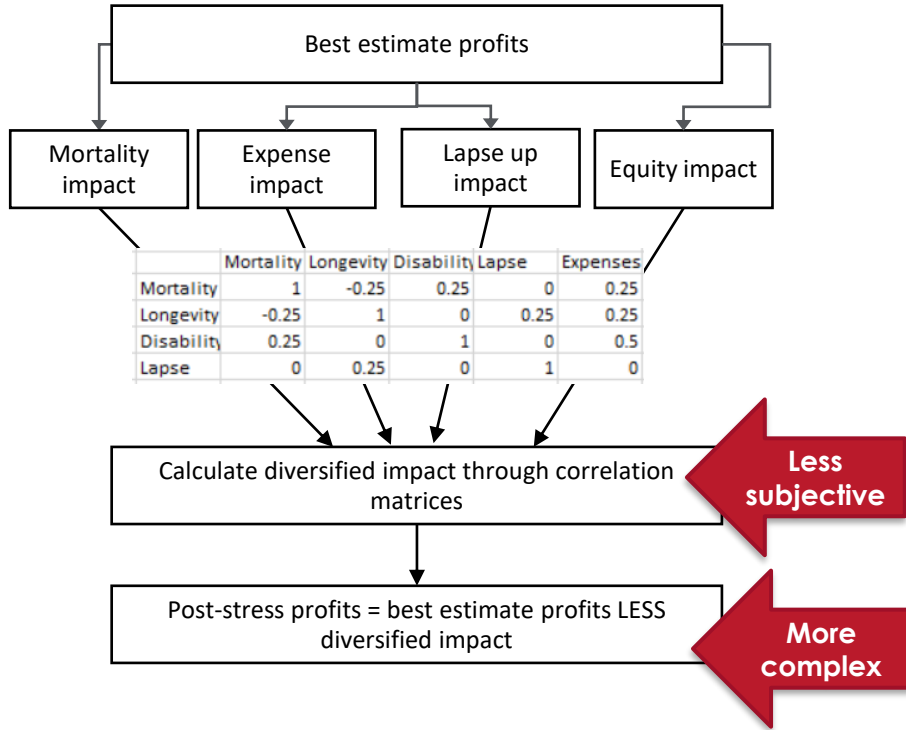 Best estimate profits
Mortality
impact
Expense
impact
Lapse up
impact
Equity impact
Mortality Longevity Disability Lapse Expenses
Mortality 1 -0.25 0.25 0 0.25
Longevity -0.25 1 0 0.25 0.25
Disability 0.25 0 1 0 0.5
Lapse 0 0.25 0 1 0
Calculate diversified impact through correlation
matrices
Less
subjective
Post-stress profits = best estimate profits LESS
diversified impact
More
complex